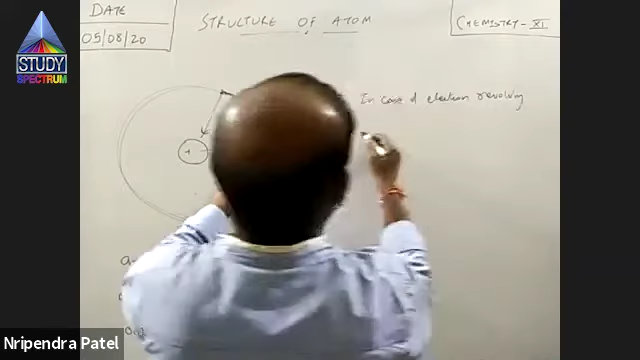 DATE
05/08/20
STRUCTURE OF ATOM
CHEMISTRY - XI
STUDY
SPECTRUM
In case of electron revolving
+
Nripendra Patel